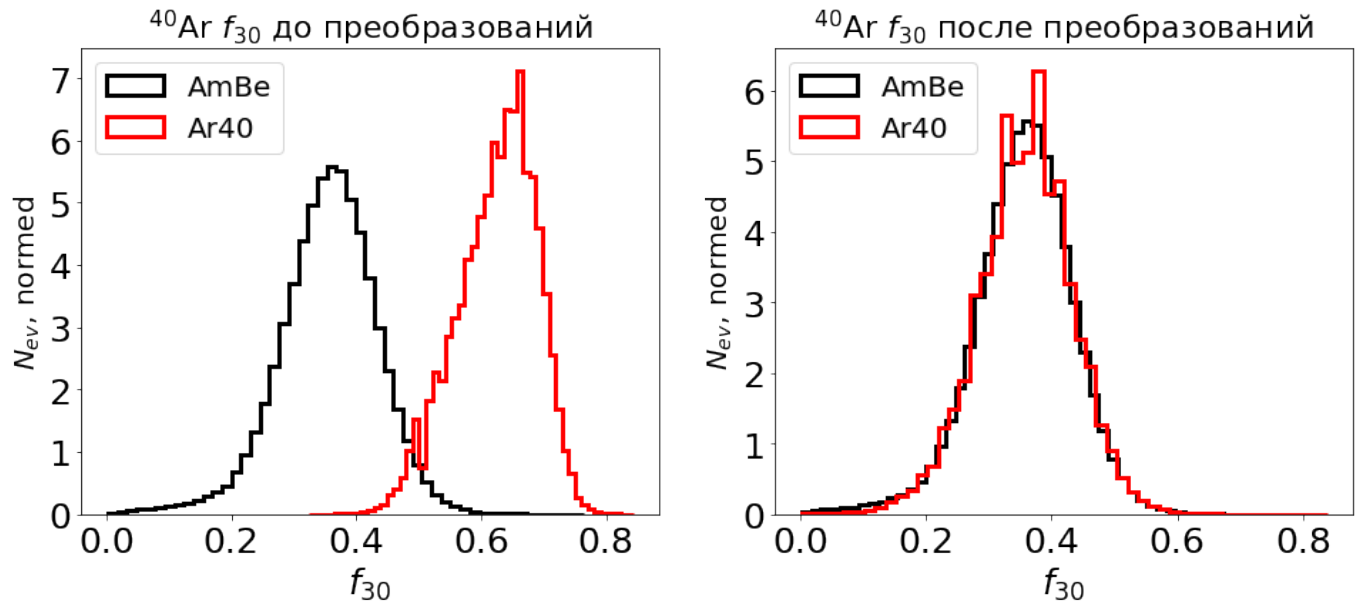 ⁴⁰Ar f₃₀ до преобразований
AmBe
Ar40
7
6
5
4
3
2
1
0
N_ev, normed
0.0 0.2 0.4 0.6 0.8
f₃₀
⁴⁰Ar f₃₀ после преобразований
AmBe
Ar40
6
5
4
3
2
1
0
N_ev, normed
0.0 0.2 0.4 0.6 0.8
f₃₀